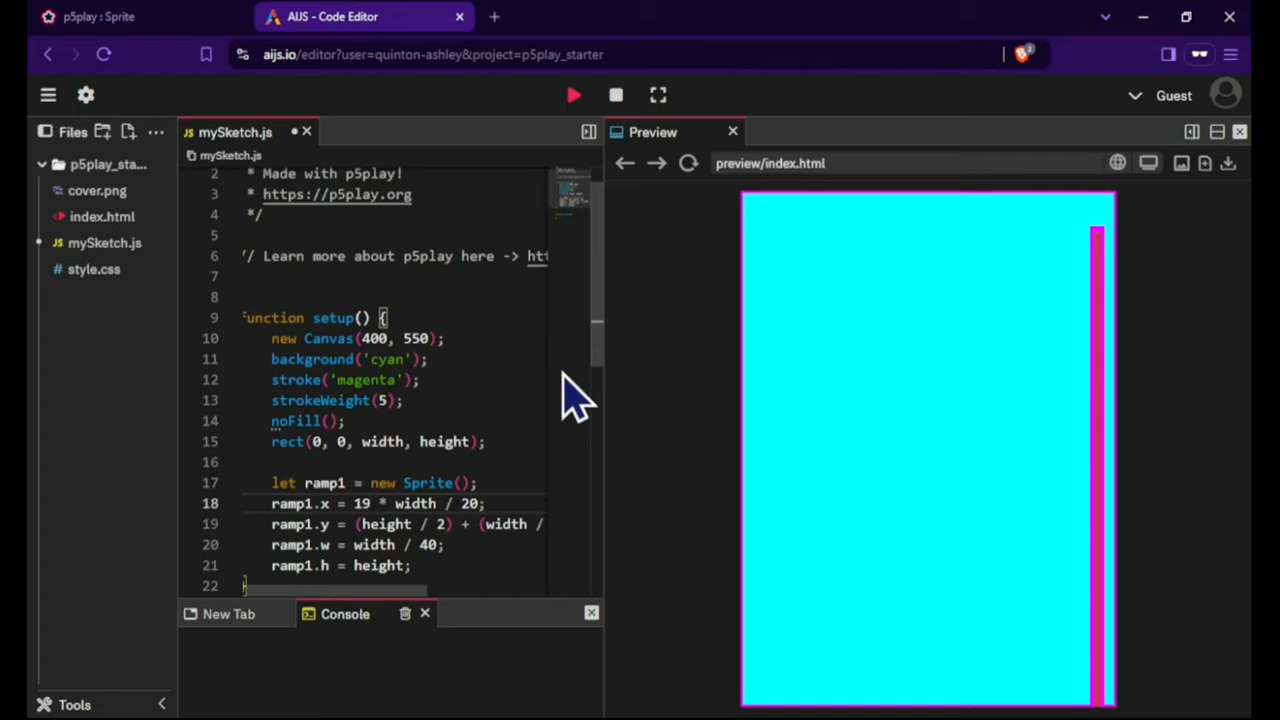 p5play : Sprite
AIJS - Code Editor
aijs.io/editor?user=quinton-ashley&project=p5play_starter
2
Guest
Files
mySketch.js
Preview
mySketch.js
preview/index.html
p5play_sta...
cover.png
index.html
mySketch.js
style.css
2 * Made with p5play!
3 * https://p5play.org
4 */
5
6 // Learn more about p5play here -> htt
7
8
9 function setup() {
10 new Canvas(400, 550);
11 background('cyan');
12 stroke('magenta');
13 strokeWeight(5);
14 noFill();
15 rect(0, 0, width, height);
16
17 let ramp1 = new Sprite();
18 ramp1.x = 19 * width / 20;
19 ramp1.y = (height / 2) + (width /
20 ramp1.w = width / 40;
21 ramp1.h = height;
22 }
New Tab
Console
Tools